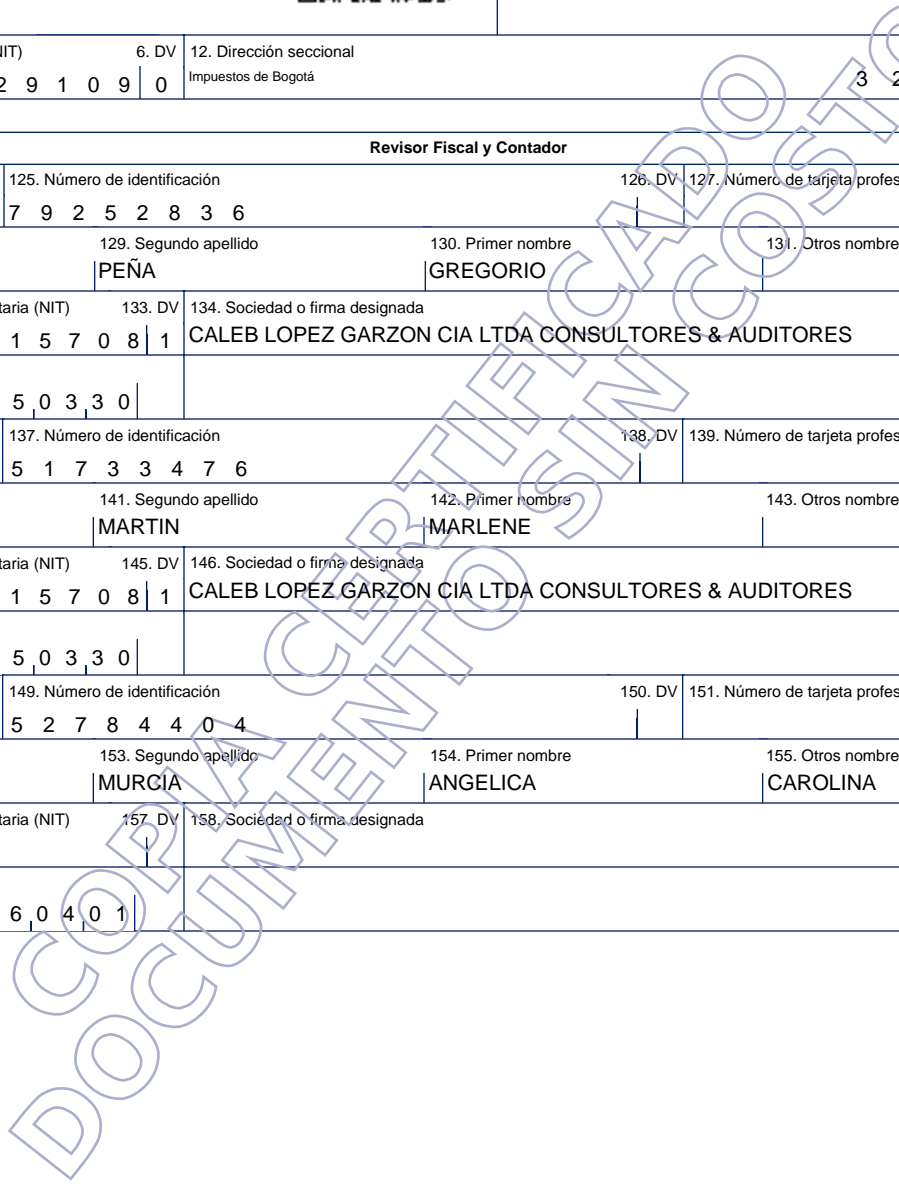 NIT) 6. DV 12. Dirección seccional
2 9 1 0 9 0 Impuestos de Bogotá 3 2
Revisor Fiscal y Contador
125. Número de identificación 126. DV 127. Número de tarjeta profes
7 9 2 5 2 8 3 6
129. Segundo apellido 130. Primer nombre 131. Otros nombre
PEÑA GREGORIO
taria (NIT) 133. DV 134. Sociedad o firma designada
1 5 7 0 8 1 CALEB LOPEZ GARZON CIA LTDA CONSULTORES & AUDITORES
5 0 3 3 0
137. Número de identificación 138. DV 139. Número de tarjeta profes
5 1 7 3 3 4 7 6
141. Segundo apellido 142. Primer nombre 143. Otros nombre
MARTIN MARLENE
taria (NIT) 145. DV 146. Sociedad o firma designada
1 5 7 0 8 1 CALEB LOPEZ GARZON CIA LTDA CONSULTORES & AUDITORES
5 0 3 3 0
149. Número de identificación 150. DV 151. Número de tarjeta profes
5 2 7 8 4 4 0 4
153. Segundo apellido 154. Primer nombre 155. Otros nombre
MURCIA ANGELICA CAROLINA
taria (NIT) 157. DV 158. Sociedad o firma designada
6 0 4 0 1
COPIA CERTIFICADO
DOCUMENTO SIN COSTO